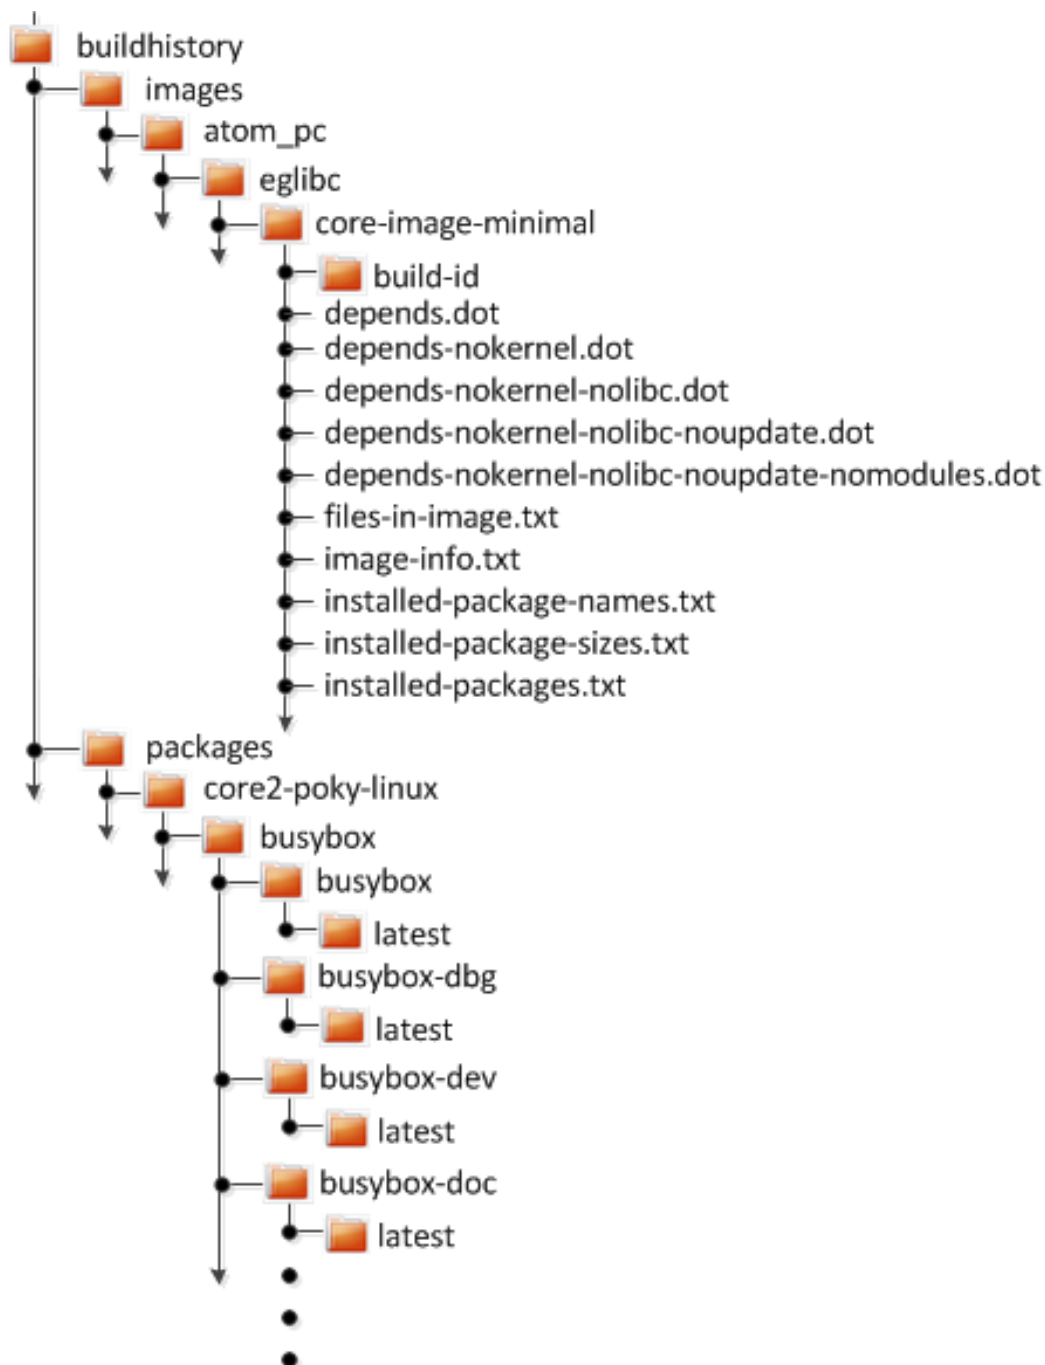 buildhistory
images
atom_pc
eglibc
core-image-minimal
build-id
depends.dot
depends-nokernel.dot
depends-nokernel-nolibc.dot
depends-nokernel-nolibc-noupdate.dot
depends-nokernel-nolibc-noupdate-nomodules.dot
files-in-image.txt
image-info.txt
installed-package-names.txt
installed-package-sizes.txt
installed-packages.txt
packages
core2-poky-linux
busybox
busybox
latest
busybox-dbg
latest
busybox-dev
latest
busybox-doc
latest